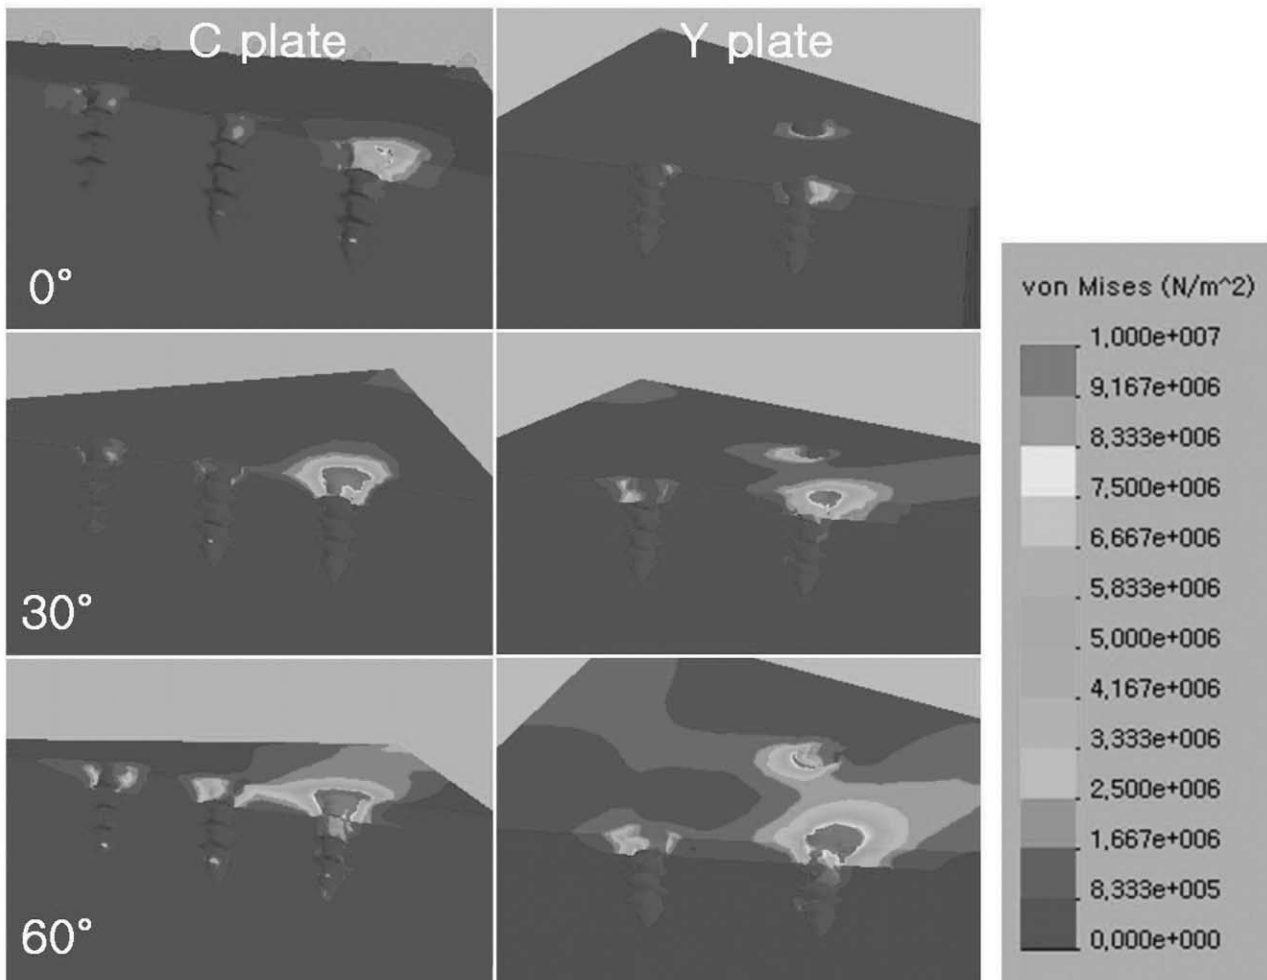 C plate
Y plate
0°
30°
60°
von Mises (N/m^2)
1,000e+007
9,167e+006
8,333e+006
7,500e+006
6,667e+006
5,833e+006
5,000e+006
4,167e+006
3,333e+006
2,500e+006
1,667e+006
8,333e+005
0,000e+000